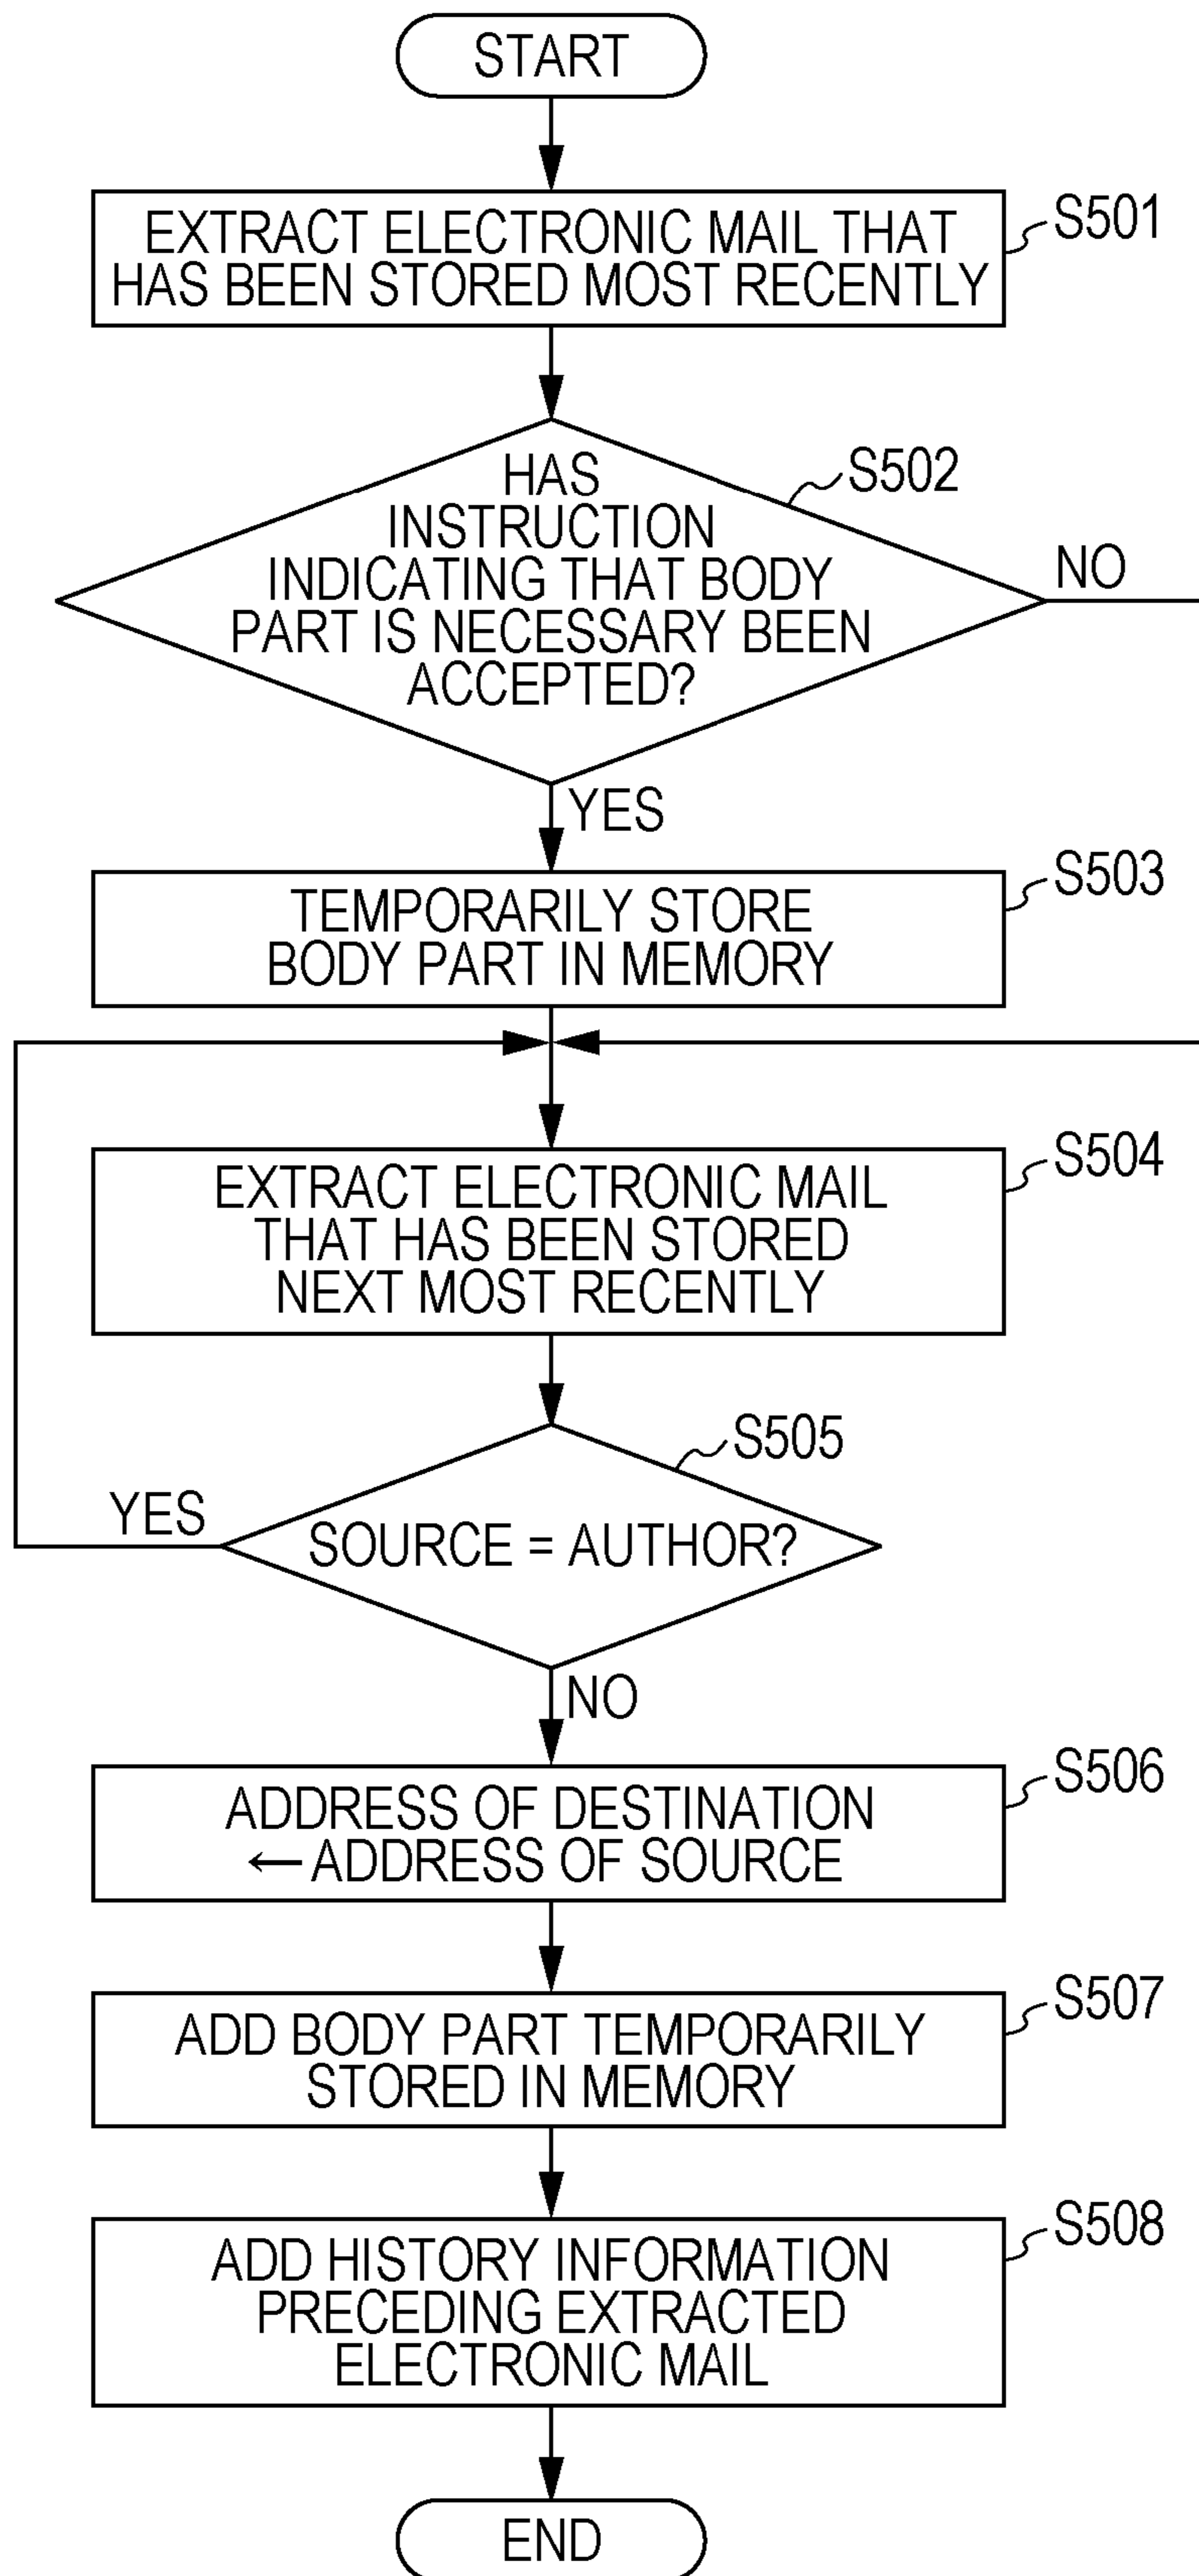 START
EXTRACT ELECTRONIC MAIL THAT
HAS BEEN STORED MOST RECENTLY
S501
HAS
INSTRUCTION
INDICATING THAT BODY
PART IS NECESSARY BEEN
ACCEPTED?
S502
NO
YES
TEMPORARILY STORE
BODY PART IN MEMORY
S503
EXTRACT ELECTRONIC MAIL
THAT HAS BEEN STORED
NEXT MOST RECENTLY
S504
SOURCE = AUTHOR?
S505
YES
NO
ADDRESS OF DESTINATION
← ADDRESS OF SOURCE
S506
ADD BODY PART TEMPORARILY
STORED IN MEMORY
S507
ADD HISTORY INFORMATION
PRECEDING EXTRACTED
ELECTRONIC MAIL
S508
END